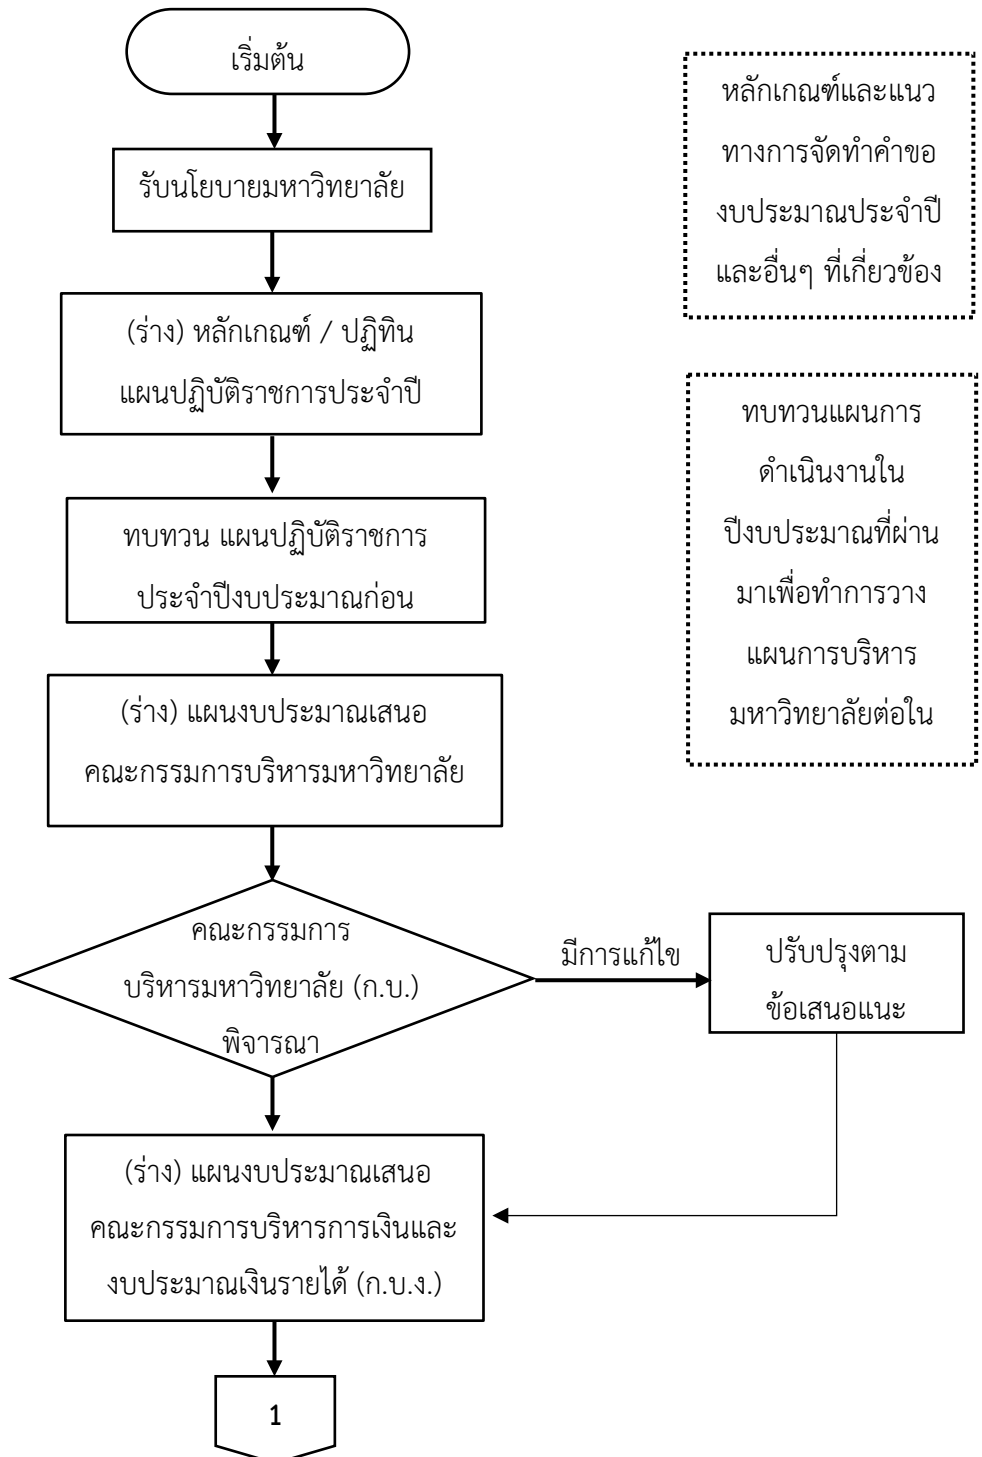 เริ่มต้น
รับนโยบายมหาวิทยาลัย
(ร่าง) หลักเกณฑ์ / ปฏิทิน
แผนปฏิบัติราชการประจำปี
ทบทวน แผนปฏิบัติราชการ
ประจำปีงบประมาณก่อน
(ร่าง) แผนงบประมาณเสนอ
คณะกรรมการบริหารมหาวิทยาลัย
คณะกรรมการ
บริหารมหาวิทยาลัย (ก.บ.)
พิจารณา
มีการแก้ไข
ปรับปรุงตาม
ข้อเสนอแนะ
(ร่าง) แผนงบประมาณเสนอ
คณะกรรมการบริหารการเงินและ
งบประมาณเงินรายได้ (ก.บ.ง.)
1
หลักเกณฑ์และแนว
ทางการจัดทำคำขอ
งบประมาณประจำปี
และอื่นๆ ที่เกี่ยวข้อง
ทบทวนแผนการ
ดำเนินงานใน
ปีงบประมาณที่ผ่าน
มาเพื่อทำการวาง
แผนการบริหาร
มหาวิทยาลัยต่อใน